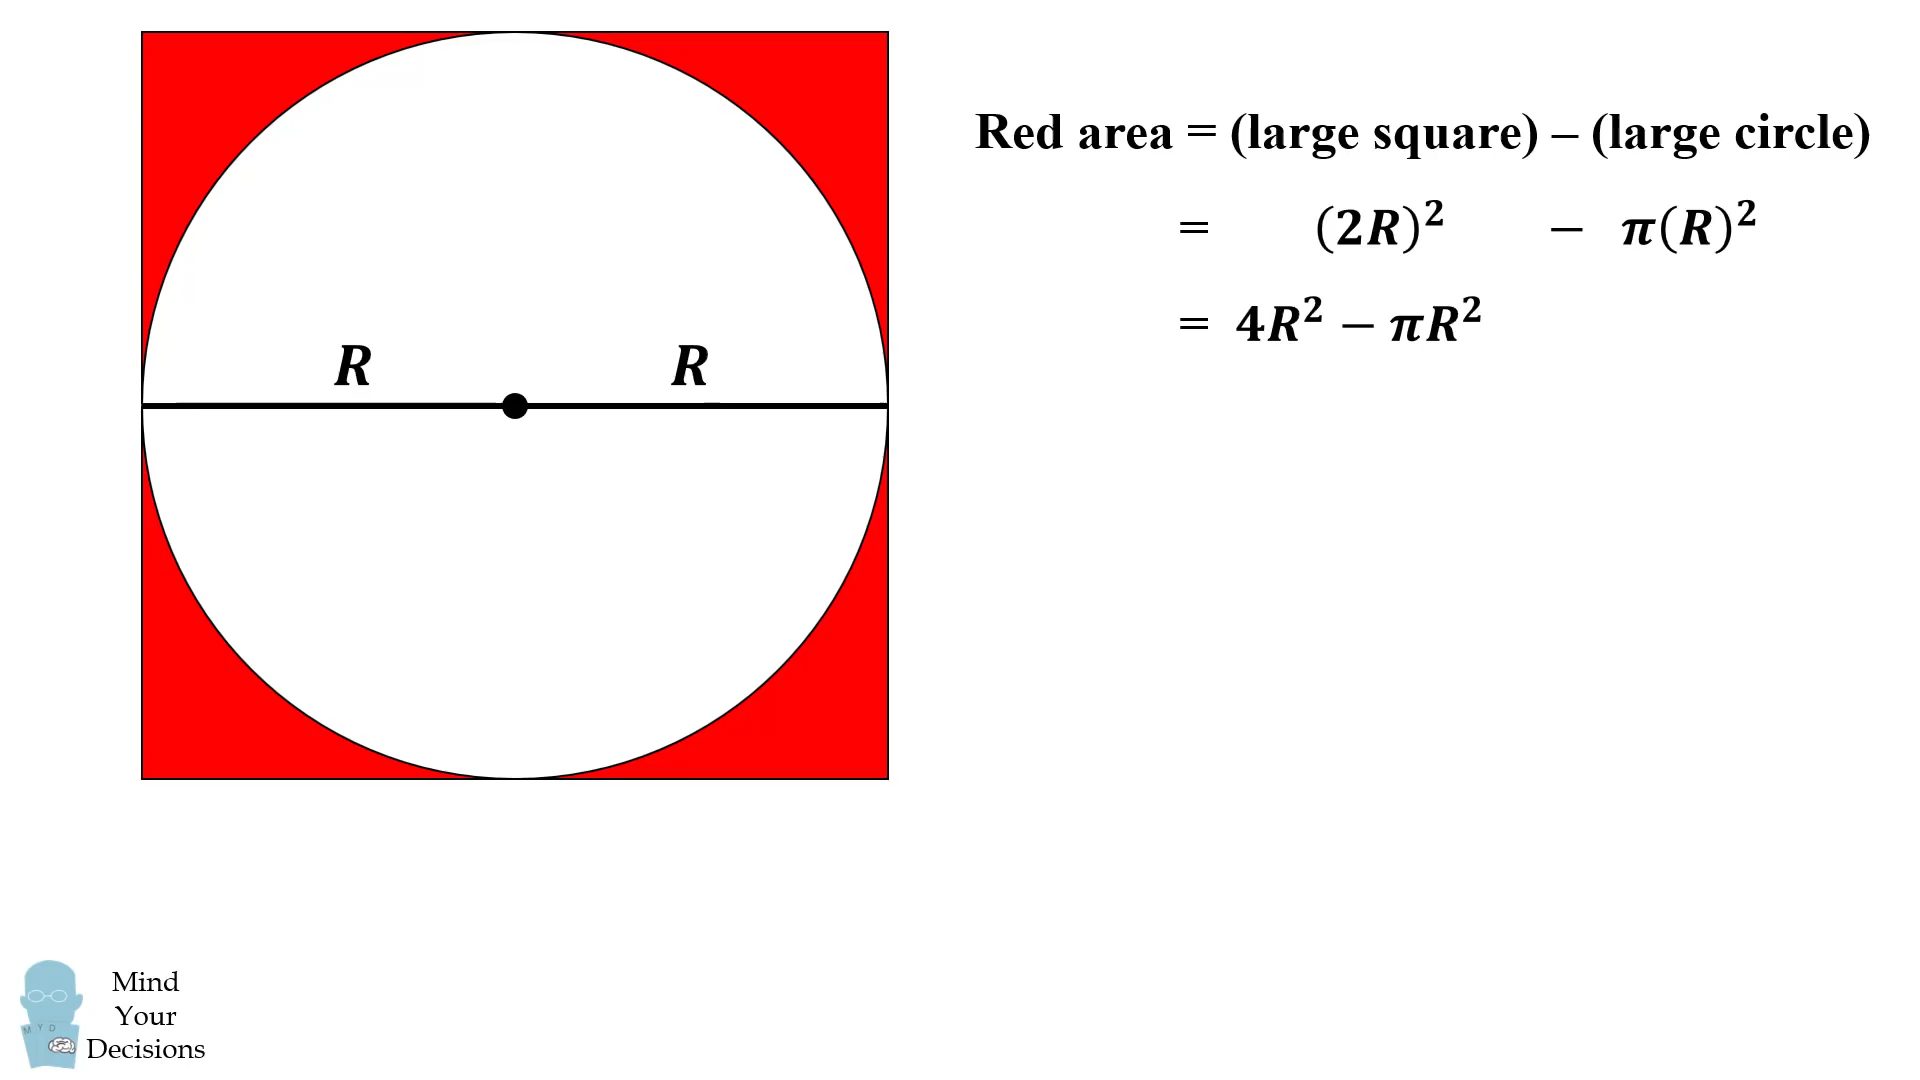 Red area = (large square) – (large circle)
= (2R)² – π(R)²
= 4R² – πR²
R R
M Y D
Mind
Your
Decisions